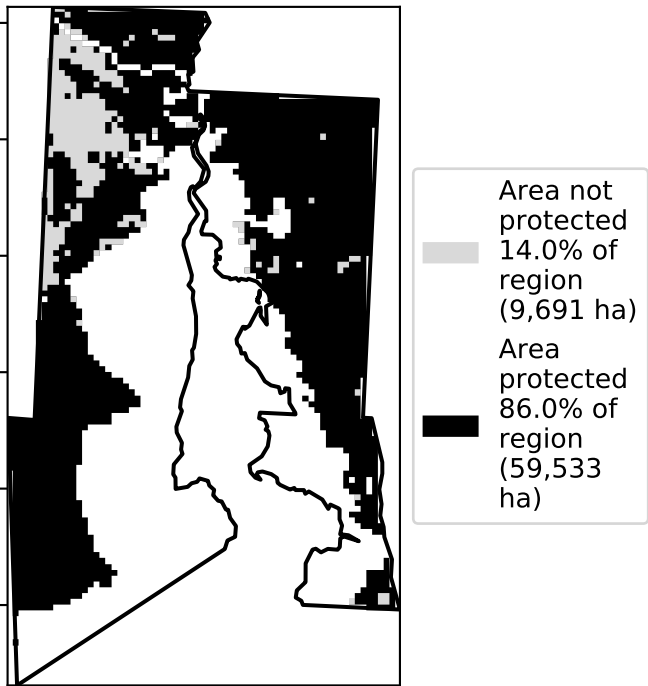 Area not
protected
14.0% of
region
(9,691 ha)
Area
protected
86.0% of
region
(59,533
ha)